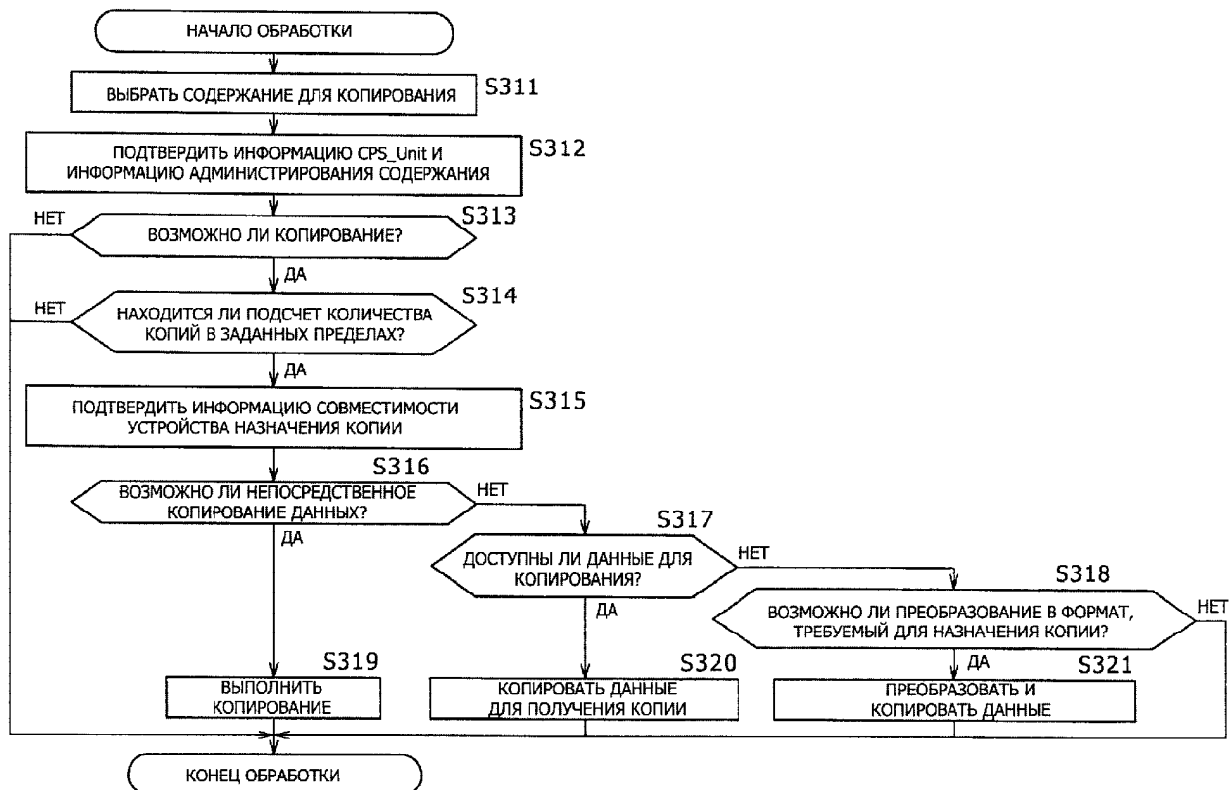 НАЧАЛО ОБРАБОТКИ
ВЫБРАТЬ СОДЕРЖАНИЕ ДЛЯ КОПИРОВАНИЯ
S311
ПОДТВЕРДИТЬ ИНФОРМАЦИЮ CPS_Unit И
ИНФОРМАЦИЮ АДМИНИСТРИРОВАНИЯ СОДЕРЖАНИЯ
S312
НЕТ
ВОЗМОЖНО ЛИ КОПИРОВАНИЕ?
S313
ДА
НЕТ
НАХОДИТСЯ ЛИ ПОДСЧЕТ КОЛИЧЕСТВА
КОПИЙ В ЗАДАННЫХ ПРЕДЕЛАХ?
S314
ДА
ПОДТВЕРДИТЬ ИНФОРМАЦИЮ СОВМЕСТИМОСТИ
УСТРОЙСТВА НАЗНАЧЕНИЯ КОПИИ
S315
S316
ВОЗМОЖНО ЛИ НЕПОСРЕДСТВЕННОЕ
КОПИРОВАНИЕ ДАННЫХ?
НЕТ
ДА
S317
ДОСТУПНЫ ЛИ ДАННЫЕ ДЛЯ
КОПИРОВАНИЯ?
НЕТ
ДА
S318
ВОЗМОЖНО ЛИ ПРЕОБРАЗОВАНИЕ В ФОРМАТ,
ТРЕБУЕМЫЙ ДЛЯ НАЗНАЧЕНИЯ КОПИИ?
НЕТ
ДА
S319
ВЫПОЛНИТЬ
КОПИРОВАНИЕ
S320
КОПИРОВАТЬ ДАННЫЕ
ДЛЯ ПОЛУЧЕНИЯ КОПИИ
S321
ПРЕОБРАЗОВАТЬ И
КОПИРОВАТЬ ДАННЫЕ
КОНЕЦ ОБРАБОТКИ